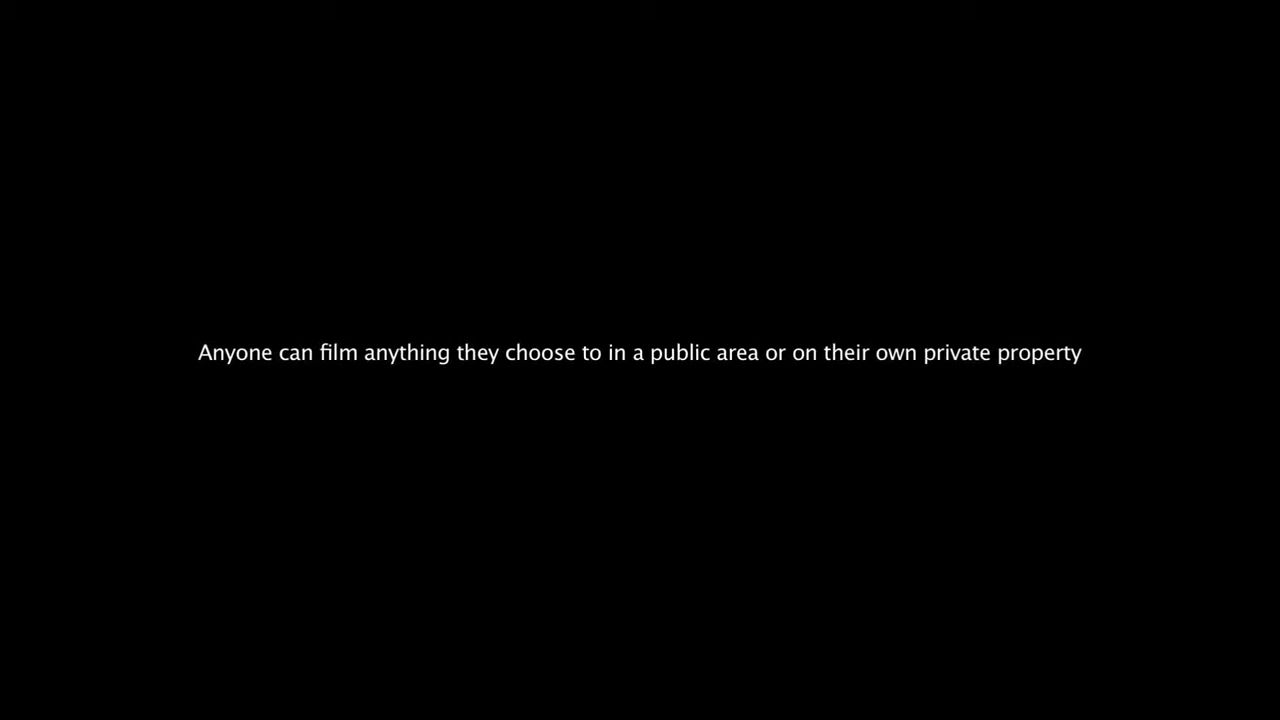 Anyone can film anything they choose to in a public area or on their own private property